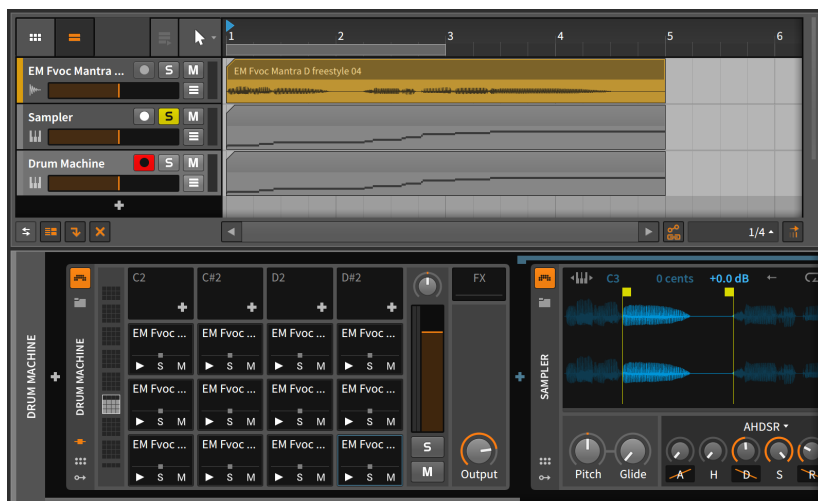 1 2 3 4 5 6
EM Fvoc Mantra ... S M
EM Fvoc Mantra D freestyle 04
Sampler S M
Drum Machine S M
1/4
DRUM MACHINE
DRUM MACHINE
C2 C#2 D2 D#2
EM Fvoc ... EM Fvoc ... EM Fvoc ... EM Fvoc ...
S M S M S M S M
EM Fvoc ... EM Fvoc ... EM Fvoc ... EM Fvoc ...
S M S M S M S M
EM Fvoc ... EM Fvoc ... EM Fvoc ... EM Fvoc ...
S M S M S M S M
S
M
FX
Output
SAMPLER
C3 0 cents +0.0 dB
AHDSR
Pitch Glide A H D S R